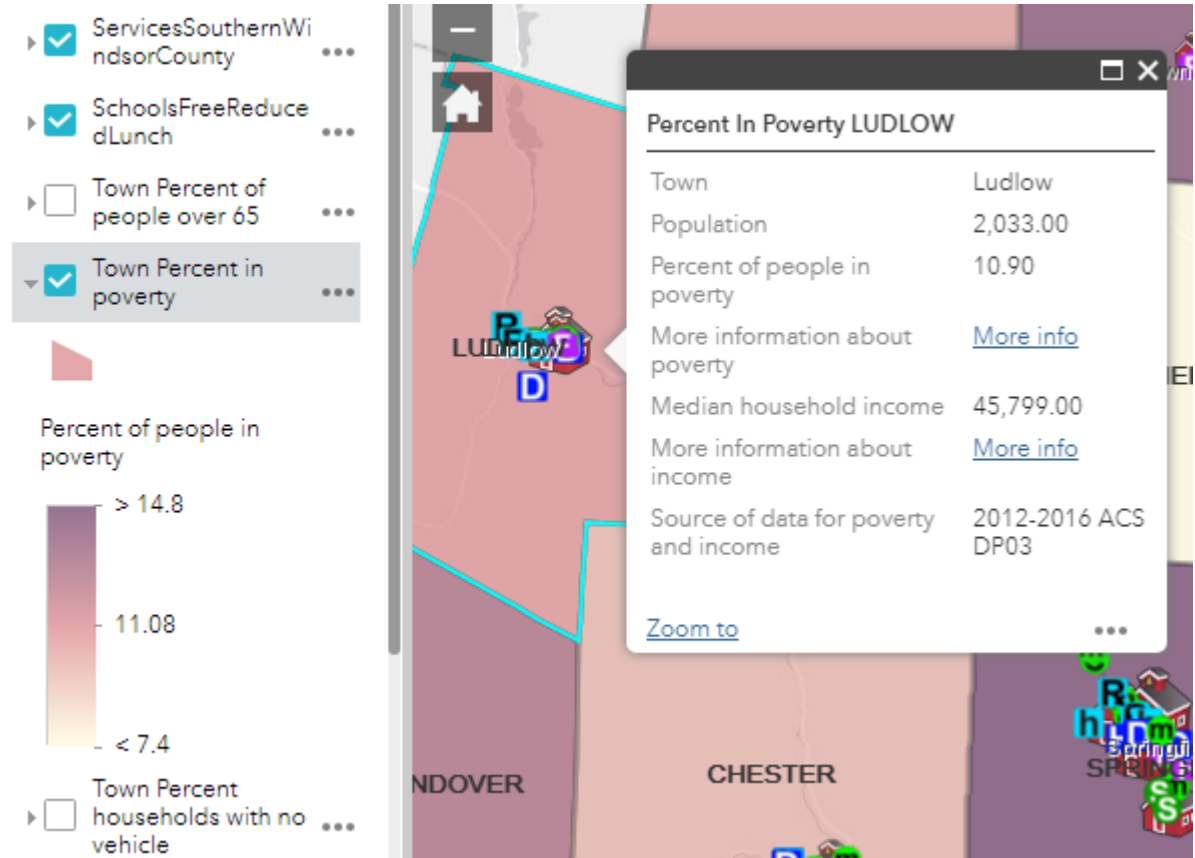 ServicesSouthernWi
ndsorCounty
SchoolsFreeReduce
dLunch
Town Percent of
people over 65
Town Percent in
poverty
Percent of people in
poverty
> 14.8
11.08
< 7.4
Town Percent
households with no
vehicle
Percent In Poverty LUDLOW
Town Ludlow
Population 2,033.00
Percent of people in 10.90
poverty
More information about More info
poverty
Median household income 45,799.00
More information about More info
income
Source of data for poverty 2012-2016 ACS
and income DP03
Zoom to
Ludlow
D
NDOVER
CHESTER
R
h
D
m
S
S